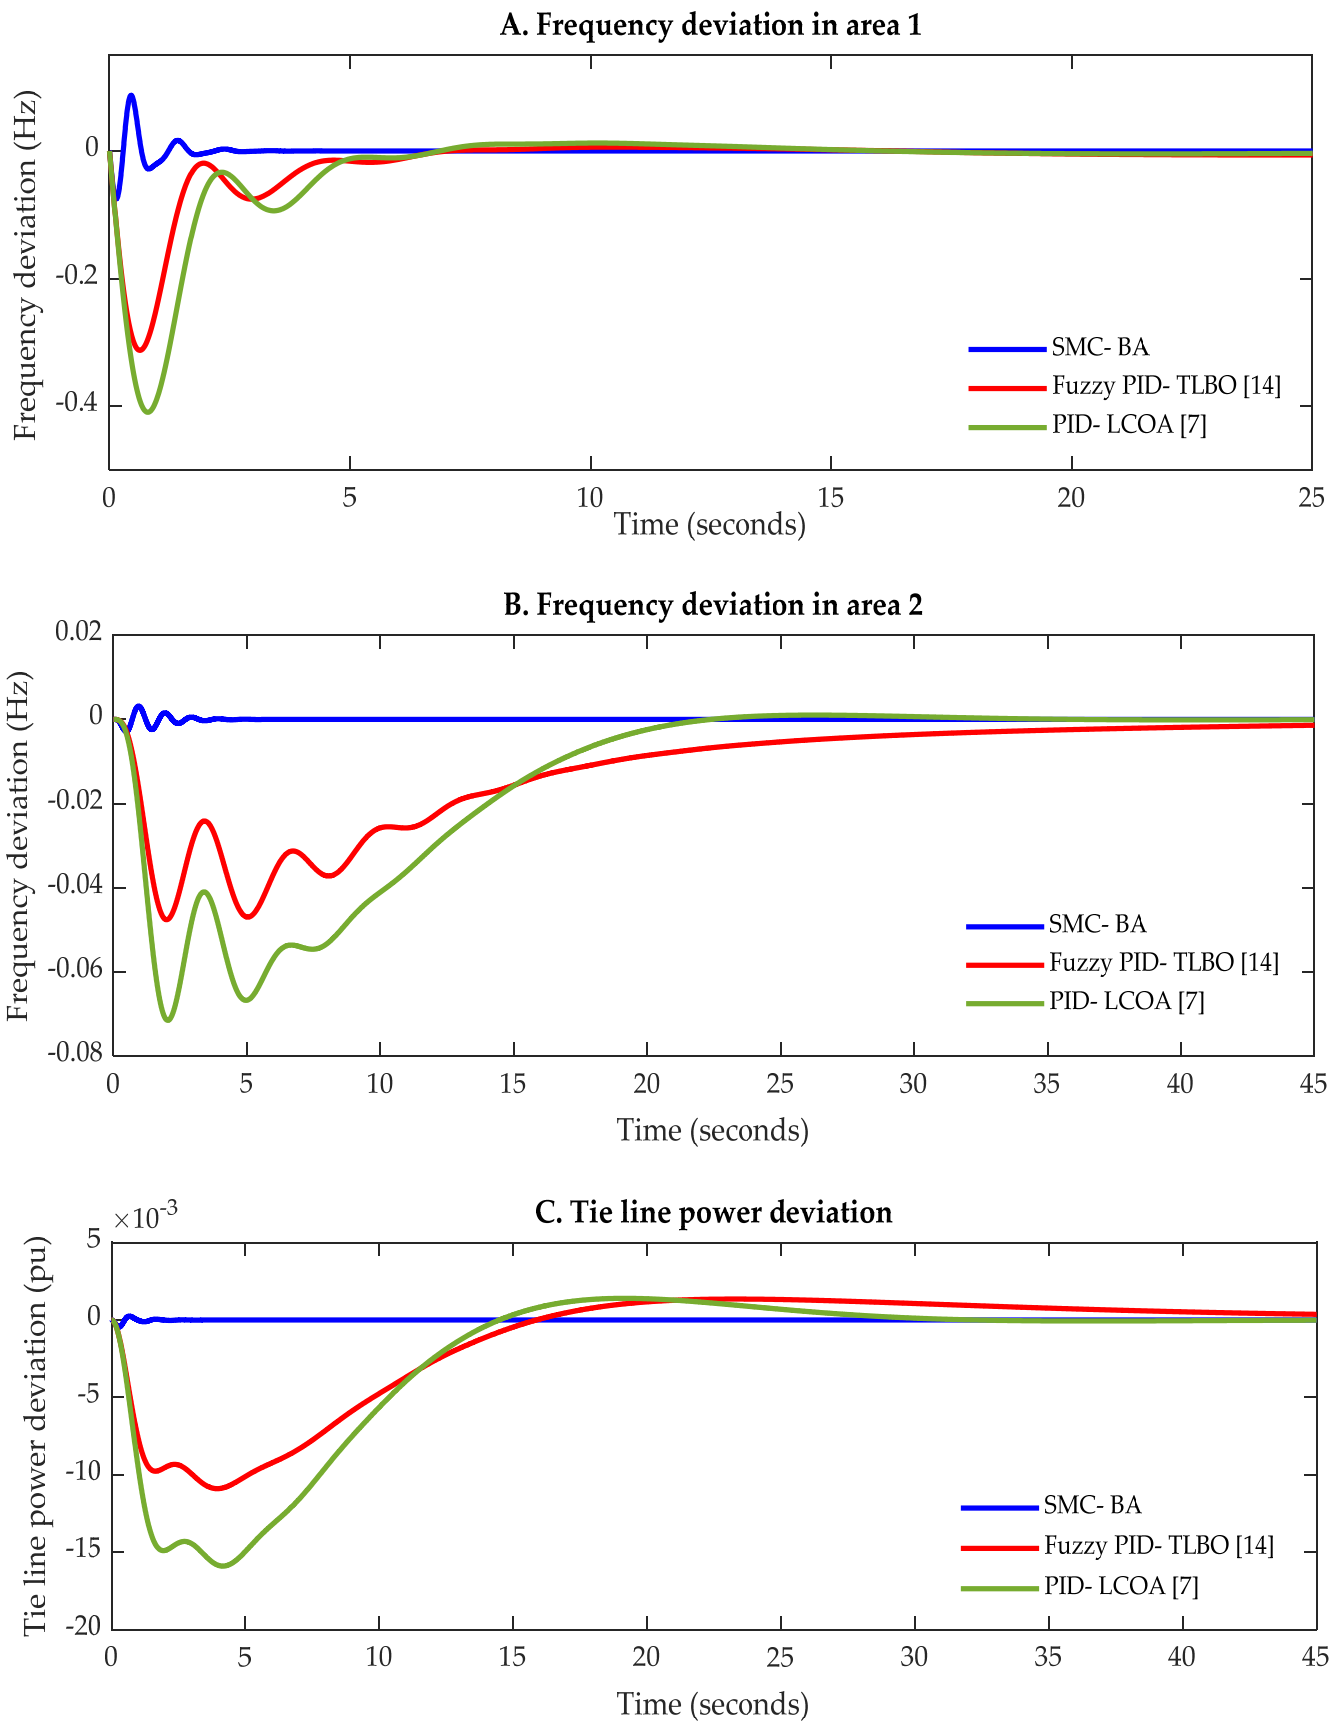 A. Frequency deviation in area 1
Frequency deviation (Hz)
0
-0.2
-0.4
0 5 10 15 20 25
Time (seconds)
SMC- BA
Fuzzy PID- TLBO [14]
PID- LCOA [7]
B. Frequency deviation in area 2
Frequency deviation (Hz)
0.02
0
-0.02
-0.04
-0.06
-0.08
0 5 10 15 20 25 30 35 40 45
Time (seconds)
SMC- BA
Fuzzy PID- TLBO [14]
PID- LCOA [7]
C. Tie line power deviation
×10-3
Tie line power deviation (pu)
5
0
-5
-10
-15
-20
0 5 10 15 20 25 30 35 40 45
Time (seconds)
SMC- BA
Fuzzy PID- TLBO [14]
PID- LCOA [7]